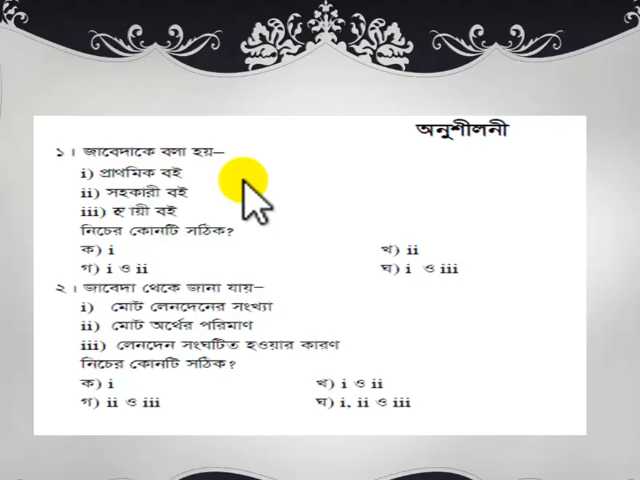 অনুশীলনী
১। জাবেদাকে বলা হয়–
i) প্রাথমিক বই
ii) সহকারী বই
iii) স্থায়ী বই
নিচের কোনটি সঠিক?
ক) i খ) ii
গ) i ও ii ঘ) i ও iii
২। জাবেদা থেকে জানা যায়–
i) মোট লেনদেনের সংখ্যা
ii) মোট অর্থের পরিমাণ
iii) লেনদেন সংঘটিত হওয়ার কারণ
নিচের কোনটি সঠিক?
ক) i খ) i ও ii
গ) ii ও iii ঘ) i, ii ও iii